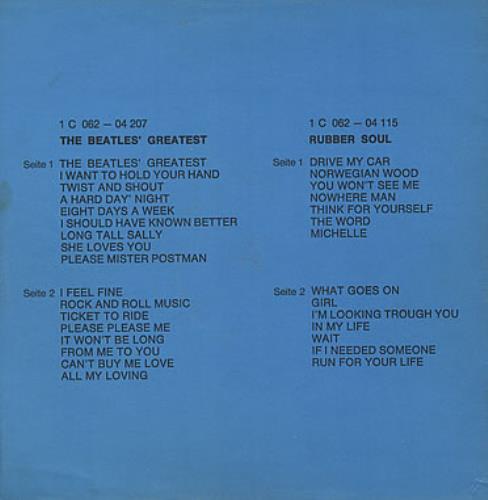 1 C 062 — 04 207
THE BEATLES' GREATEST
Seite 1 THE BEATLES' GREATEST
I WANT TO HOLD YOUR HAND
TWIST AND SHOUT
A HARD DAY' NIGHT
EIGHT DAYS A WEEK
I SHOULD HAVE KNOWN BETTER
LONG TALL SALLY
SHE LOVES YOU
PLEASE MISTER POSTMAN
Seite 2 I FEEL FINE
ROCK AND ROLL MUSIC
TICKET TO RIDE
PLEASE PLEASE ME
IT WON'T BE LONG
FROM ME TO YOU
CAN'T BUY ME LOVE
ALL MY LOVING
1 C 062 — 04 115
RUBBER SOUL
Seite 1 DRIVE MY CAR
NORWEGIAN WOOD
YOU WON'T SEE ME
NOWHERE MAN
THINK FOR YOURSELF
THE WORD
MICHELLE
Seite 2 WHAT GOES ON
GIRL
I'M LOOKING TROUGH YOU
IN MY LIFE
WAIT
IF I NEEDED SOMEONE
RUN FOR YOUR LIFE